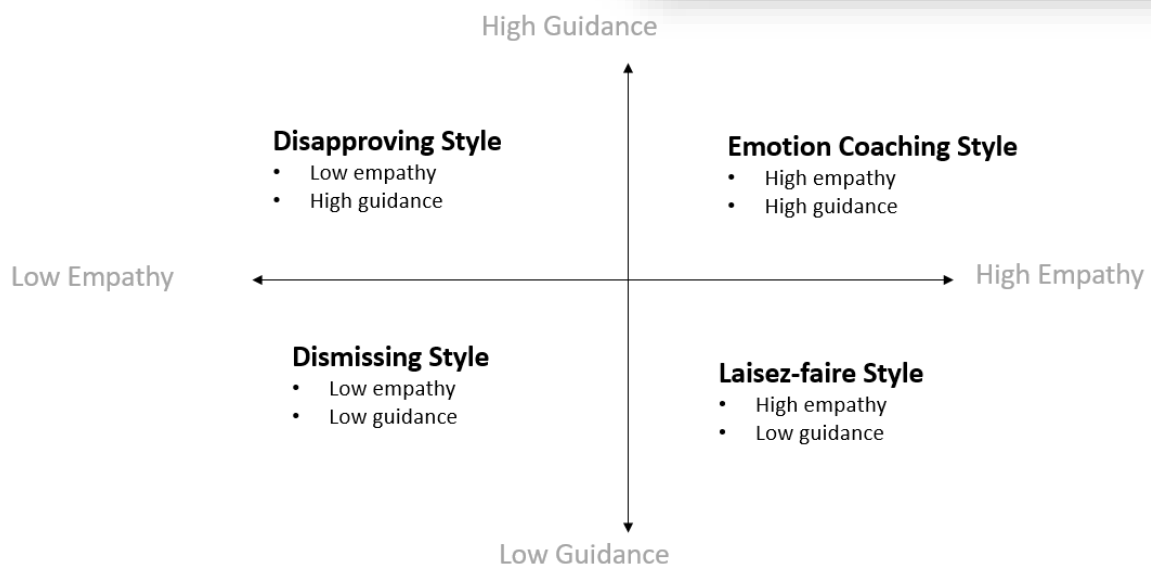 High Guidance
Disapproving Style
• Low empathy
• High guidance
Emotion Coaching Style
• High empathy
• High guidance
Low Empathy
High Empathy
Dismissing Style
• Low empathy
• Low guidance
Laisez-faire Style
• High empathy
• Low guidance
Low Guidance